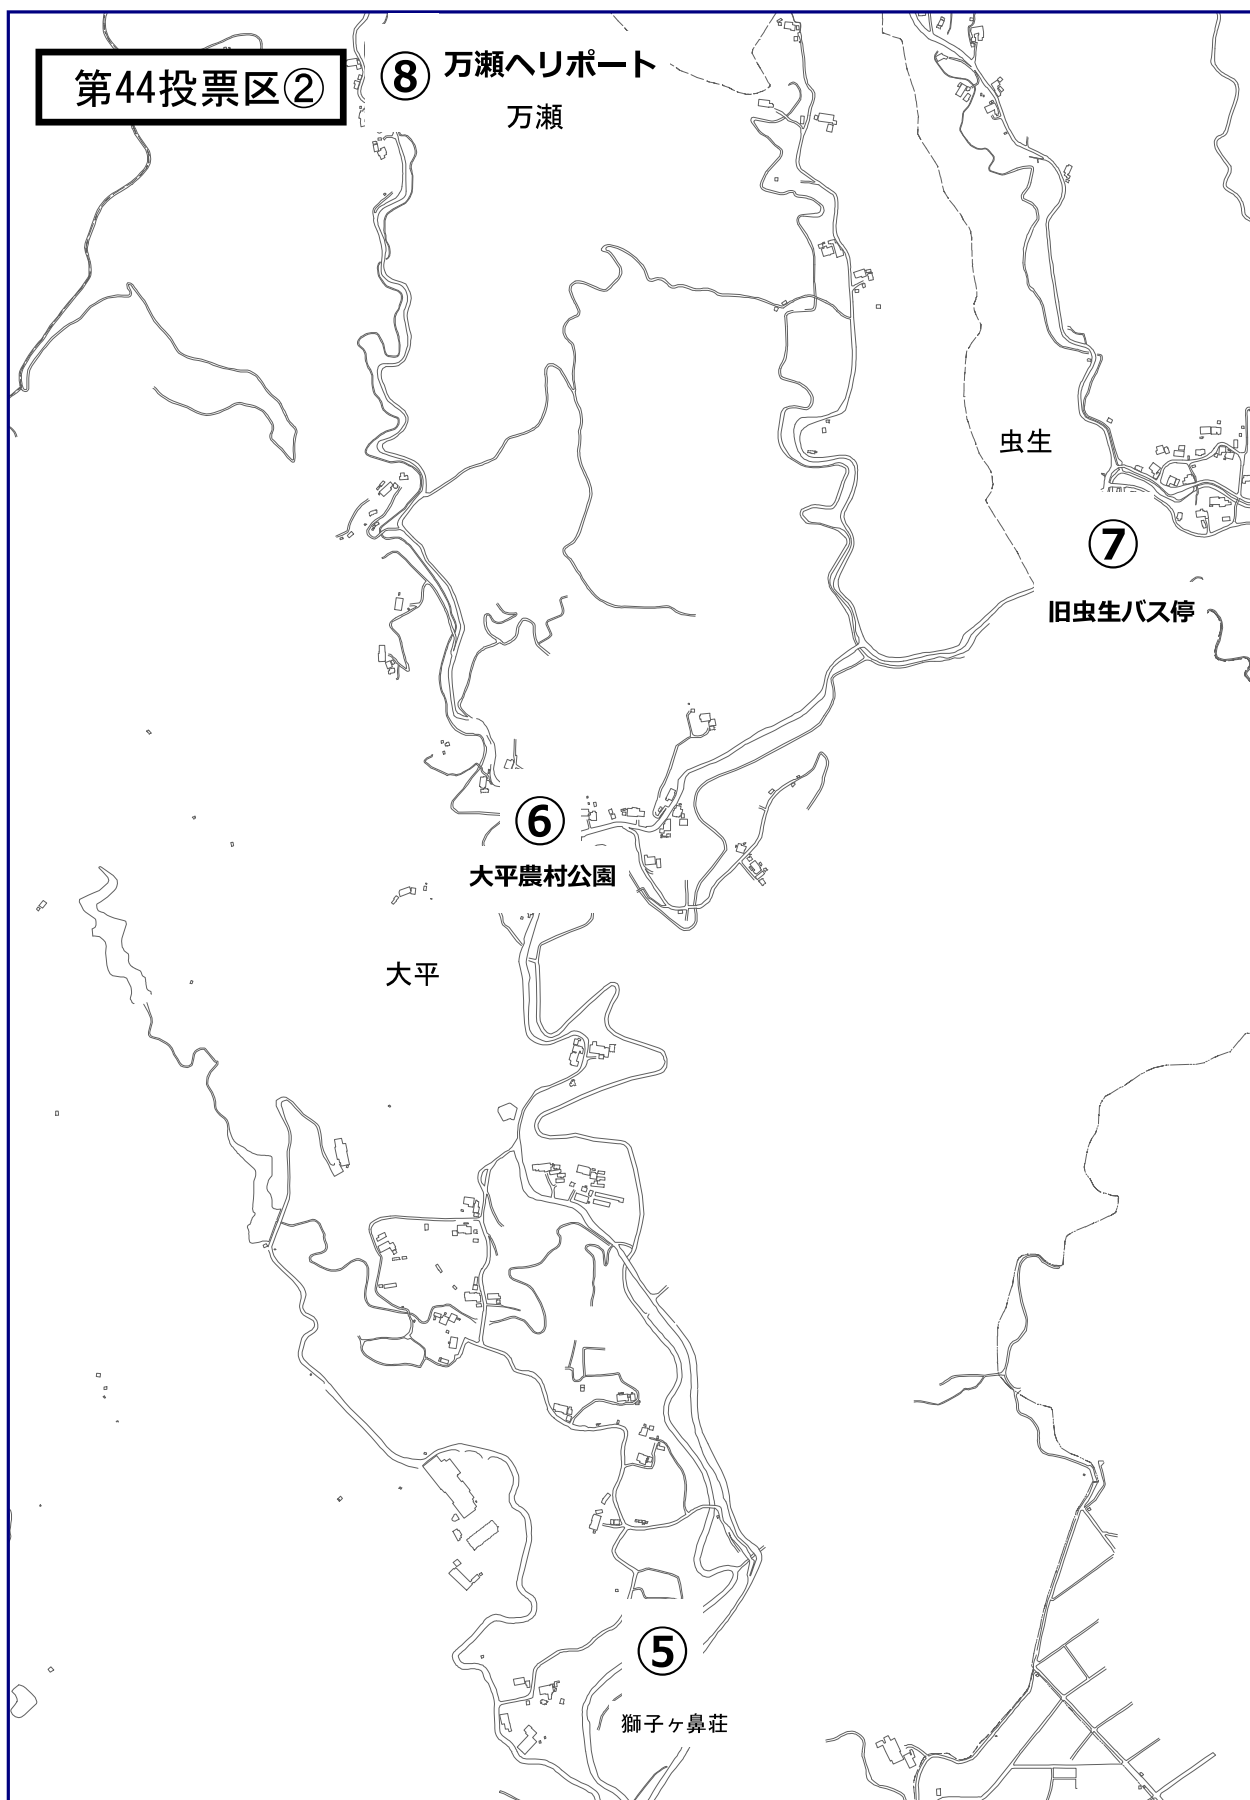 第44投票区②
⑧ 万瀬ヘリポート
万瀬
虫生
⑦
旧虫生バス停
⑥
大平農村公園
大平
⑤
獅子ヶ鼻荘